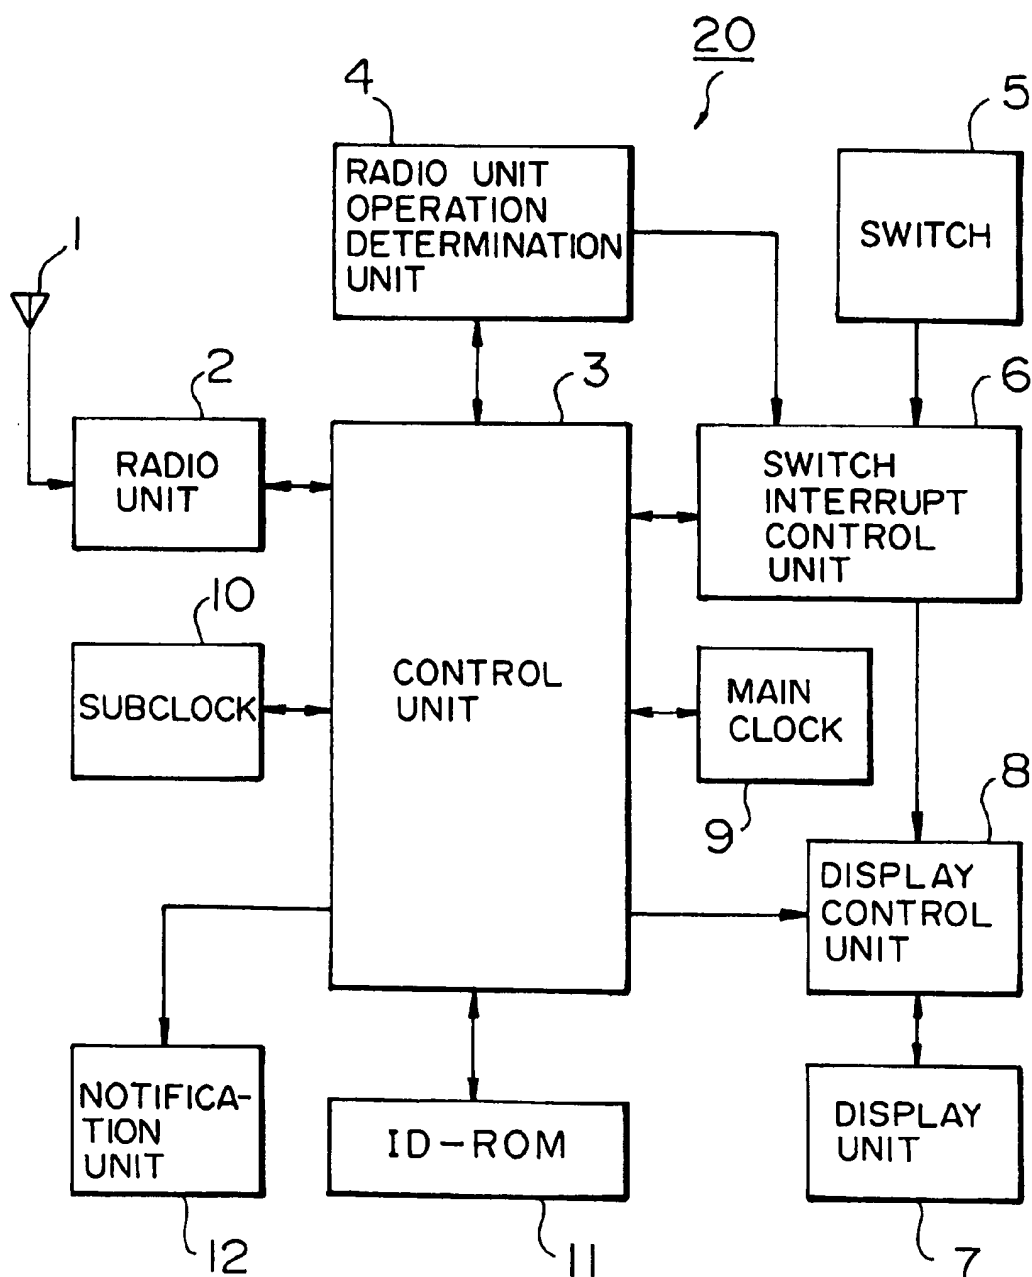 20
4
5
RADIO UNIT
OPERATION
DETERMINATION
UNIT
SWITCH
1
2
3
6
RADIO
UNIT
SWITCH
INTERRUPT
CONTROL
UNIT
10
SUBCLOCK
CONTROL
UNIT
MAIN
CLOCK
9
8
DISPLAY
CONTROL
UNIT
NOTIFICA-
TION
UNIT
ID-ROM
DISPLAY
UNIT
12
11
7